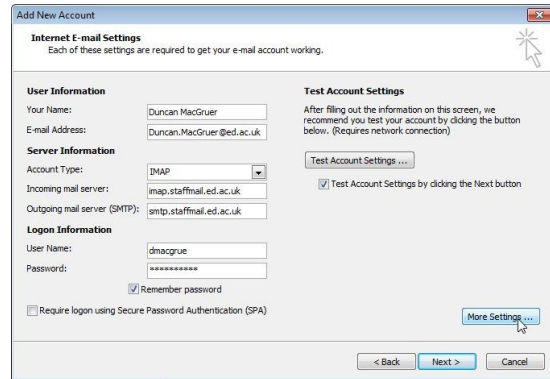 Add New Account
Internet E-mail Settings
Each of these settings are required to get your e-mail account working.
User Information
Your Name: Duncan MacGruer
E-mail Address: Duncan.MacGruer@ed.ac.uk
Server Information
Account Type: IMAP
Incoming mail server: imap.staffmail.ed.ac.uk
Outgoing mail server (SMTP): smtp.staffmail.ed.ac.uk
Logon Information
User Name: dmacgrue
Password: **********
Remember password
Require logon using Secure Password Authentication (SPA)
Test Account Settings
After filling out the information on this screen, we
recommend you test your account by clicking the button
below. (Requires network connection)
Test Account Settings ...
Test Account Settings by clicking the Next button
More Settings ...
< Back
Next >
Cancel